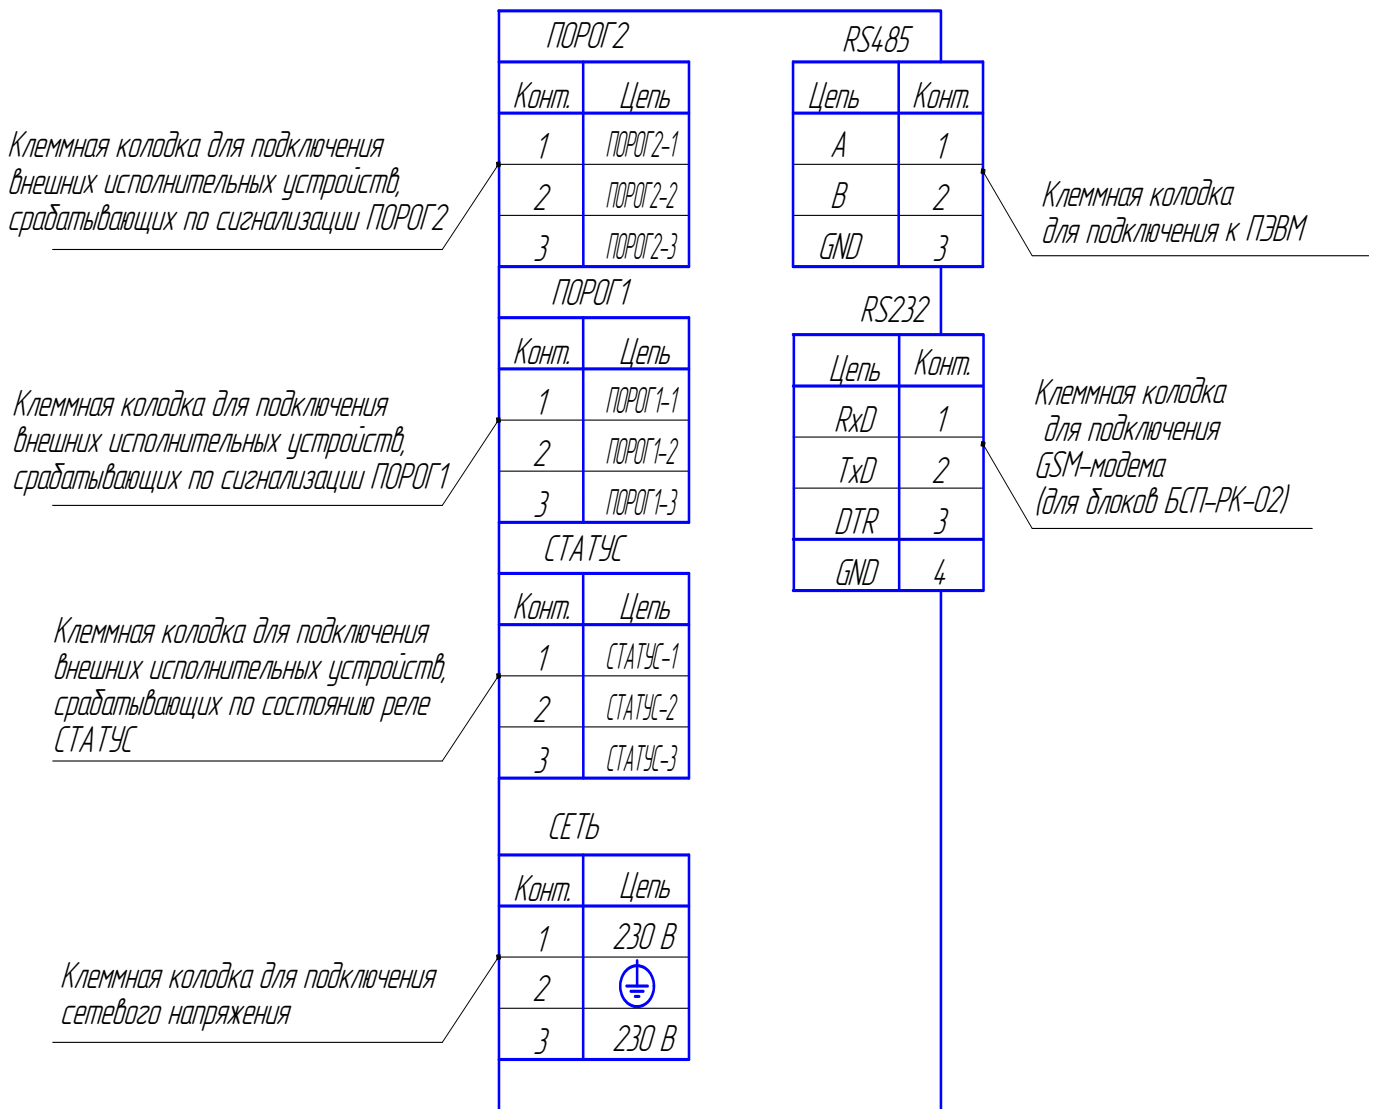 ПОРОГ2
Конт. Цепь
1 ПОРОГ2-1
2 ПОРОГ2-2
3 ПОРОГ2-3
Клеммная колодка для подключения
внешних исполнительных устройств,
срабатывающих по сигнализации ПОРОГ2
ПОРОГ1
Конт. Цепь
1 ПОРОГ1-1
2 ПОРОГ1-2
3 ПОРОГ1-3
Клеммная колодка для подключения
внешних исполнительных устройств,
срабатывающих по сигнализации ПОРОГ1
СТАТУС
Конт. Цепь
1 СТАТУС-1
2 СТАТУС-2
3 СТАТУС-3
Клеммная колодка для подключения
внешних исполнительных устройств,
срабатывающих по состоянию реле
СТАТУС
СЕТЬ
Конт. Цепь
1 230 В
2
3 230 В
Клеммная колодка для подключения
сетевого напряжения
RS485
Цепь Конт.
A 1
B 2
GND 3
Клеммная колодка
для подключения к ПЭВМ
RS232
Цепь Конт.
RxD 1
TxD 2
DTR 3
GND 4
Клеммная колодка
для подключения
GSM-модема
(для блоков БСП-РК-02)